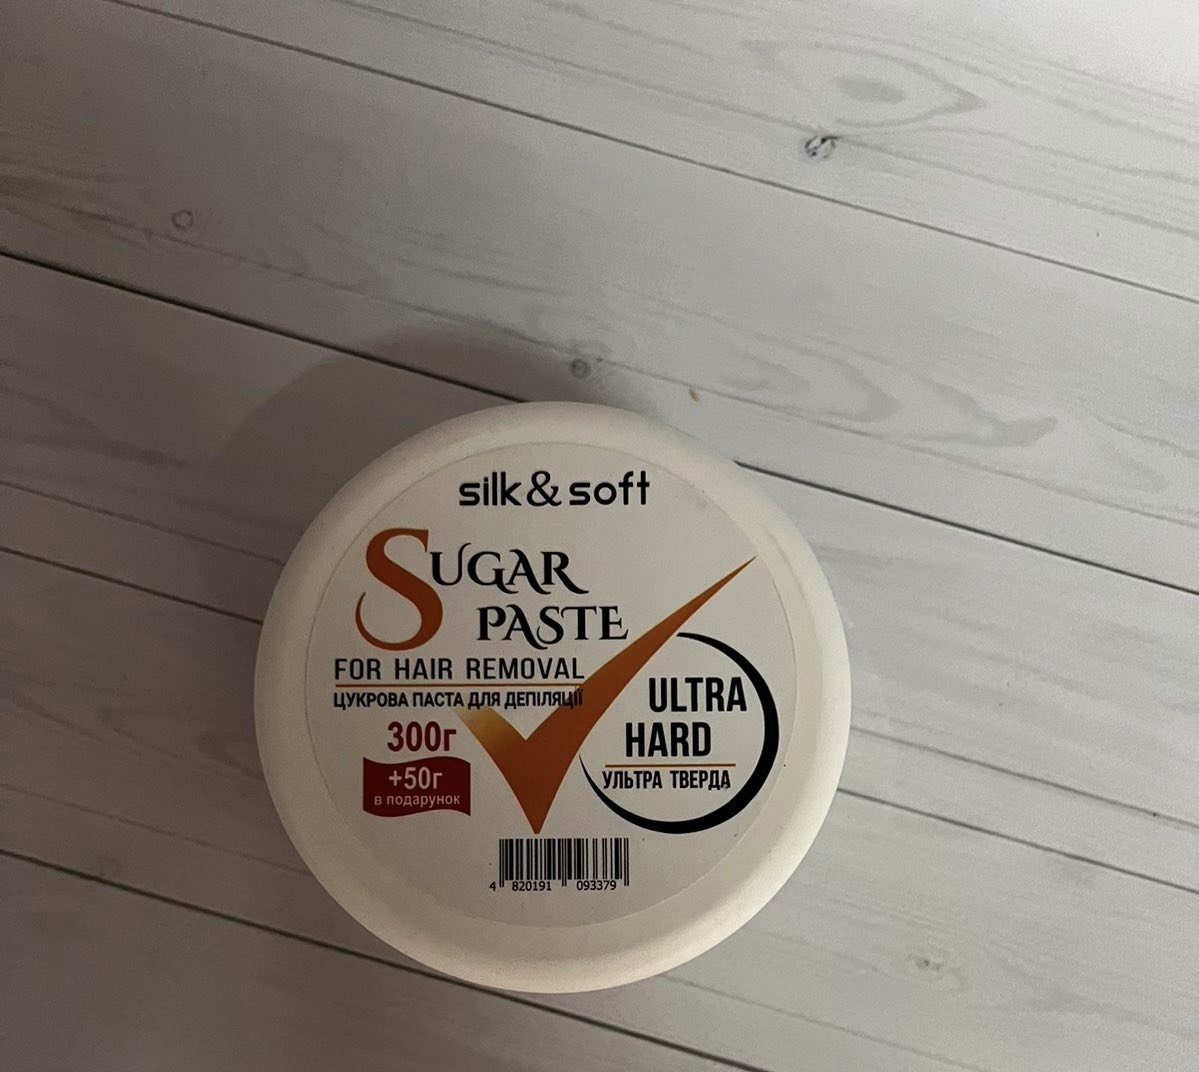 silk & soft
SUGAR
PASTE
FOR HAIR REMOVAL
ЦУКРОВА ПАСТА ДЛЯ ДЕПІЛЯЦІЇ
300г
+50г
в подарунок
ULTRA
HARD
УЛЬТРА ТВЕРДА
4 820191 093379